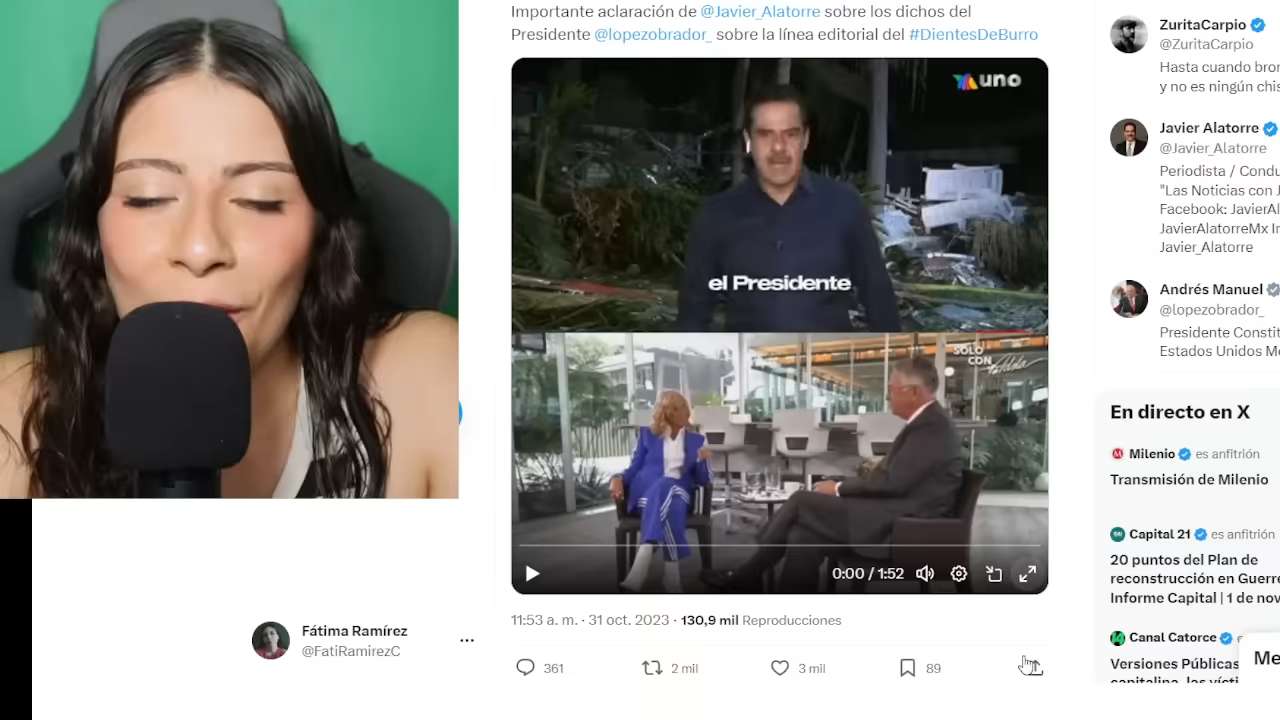 Importante aclaración de @Javier_Alatorre sobre los dichos del
Presidente @lopezobrador_ sobre la línea editorial del #DientesDeBurro
uno
el Presidente
SOLO
CON
0:00 / 1:52
11:53 a. m. · 31 oct. 2023 · 130,9 mil Reproducciones
361
2 mil
3 mil
89
Fátima Ramírez
@FatiRamirezC
ZuritaCarpio
@ZuritaCarpio
Hasta cuando bron
y no es ningún chis
Javier Alatorre
@Javier_Alatorre
Periodista / Condu
"Las Noticias con J
Facebook: JavierAl
JavierAlatorreMx In
Javier_Alatorre
Andrés Manuel
@lopezobrador_
Presidente Constit
Estados Unidos Me
En directo en X
Milenio es anfitrión
Transmisión de Milenio
Capital 21 es anfitrión
20 puntos del Plan de
reconstrucción en Guerre
Informe Capital | 1 de nov
Canal Catorce e
Versiones Públicas
Me